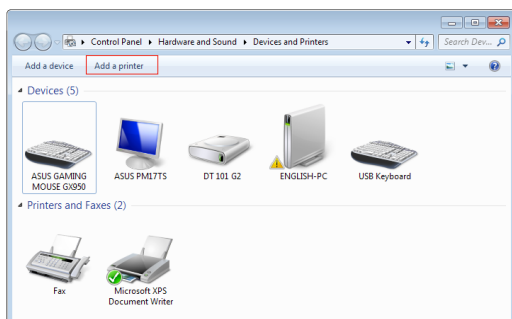 Control Panel ▸ Hardware and Sound ▸ Devices and Printers
Search Dev...
Add a device
Add a printer
Devices (5)
ASUS GAMING
MOUSE GX950
ASUS PM17TS
DT 101 G2
ENGLISH-PC
USB Keyboard
Printers and Faxes (2)
Fax
Microsoft XPS
Document Writer